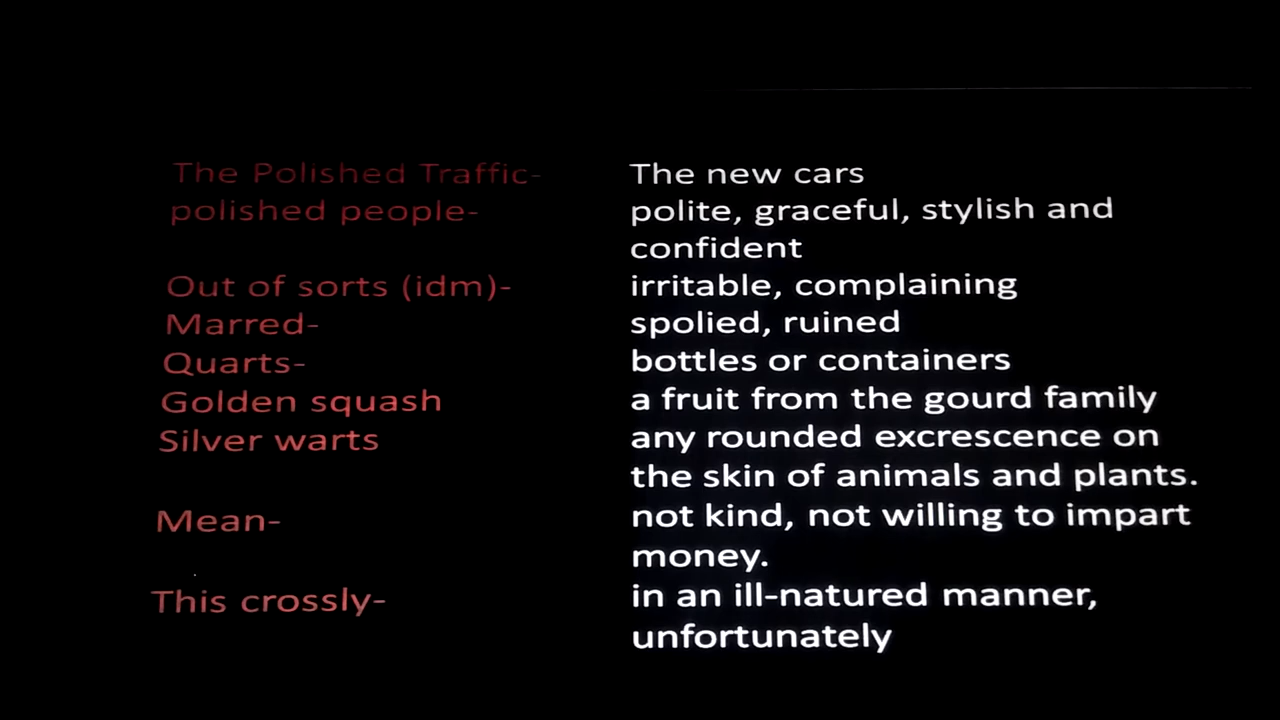 The Polished Traffic- The new cars
polished people- polite, graceful, stylish and
confident
Out of sorts (idm)- irritable, complaining
Marred- spolied, ruined
Quarts- bottles or containers
Golden squash a fruit from the gourd family
Silver warts any rounded excrescence on
the skin of animals and plants.
Mean- not kind, not willing to impart
money.
This crossly- in an ill-natured manner,
unfortunately